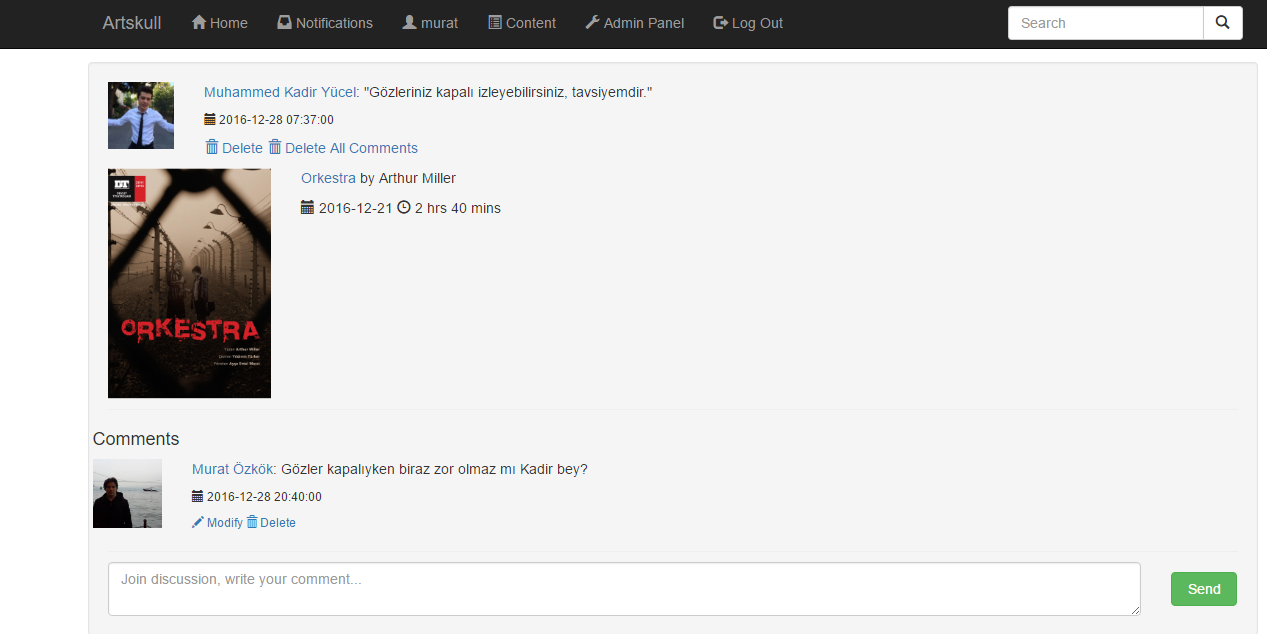 Artskull Home Notifications murat Content Admin Panel Log Out Search
Muhammed Kadir Yücel: "Gözleriniz kapalı izleyebilirsiniz, tavsiyemdir."
2016-12-28 07:37:00
Delete Delete All Comments
Orkestra by Arthur Miller
2016-12-21 2 hrs 40 mins
DT
ORKESTRA
Comments
Murat Özkök: Gözler kapalıyken biraz zor olmaz mı Kadir bey?
2016-12-28 20:40:00
Modify Delete
Join discussion, write your comment...
Send